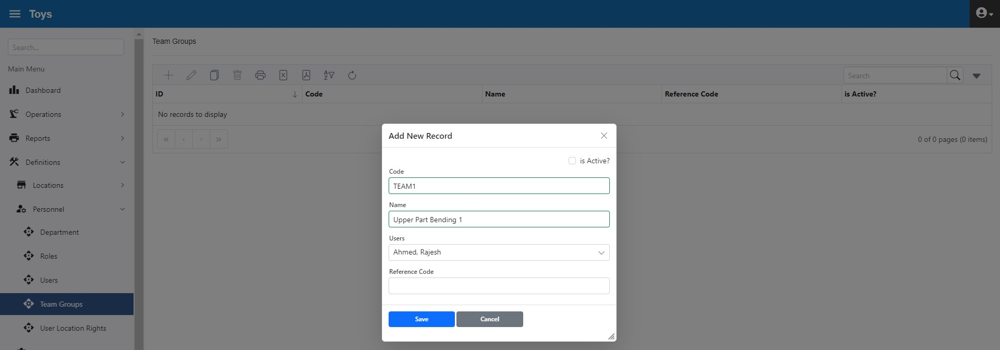 Toys
Search...
Main Menu
Dashboard
Operations
Reports
Definitions
Locations
Personnel
Department
Roles
Users
Team Groups
User Location Rights
Team Groups
Search
ID Code Name Reference Code is Active?
No records to display
0 of 0 pages (0 items)
Add New Record
is Active?
Code
TEAM1
Name
Upper Part Bending 1
Users
Ahmed, Rajesh
Reference Code
Save Cancel